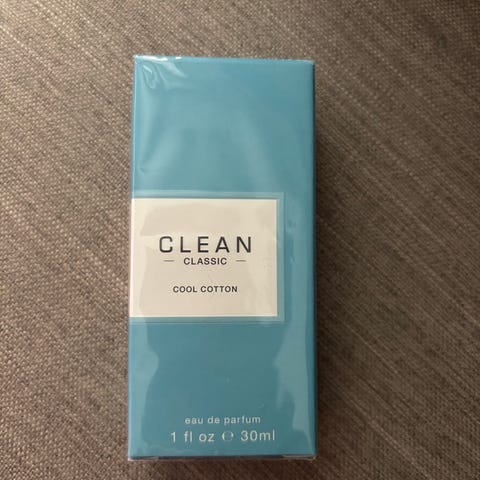 CLEAN
— CLASSIC —
COOL COTTON
eau de parfum
1 fl oz ℮ 30ml